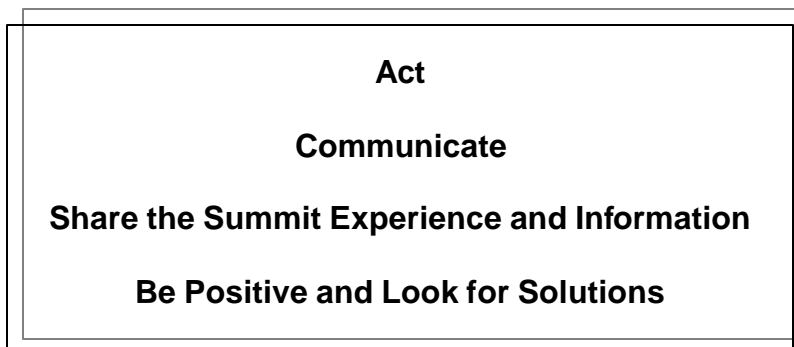 Act
Communicate
Share the Summit Experience and Information
Be Positive and Look for Solutions